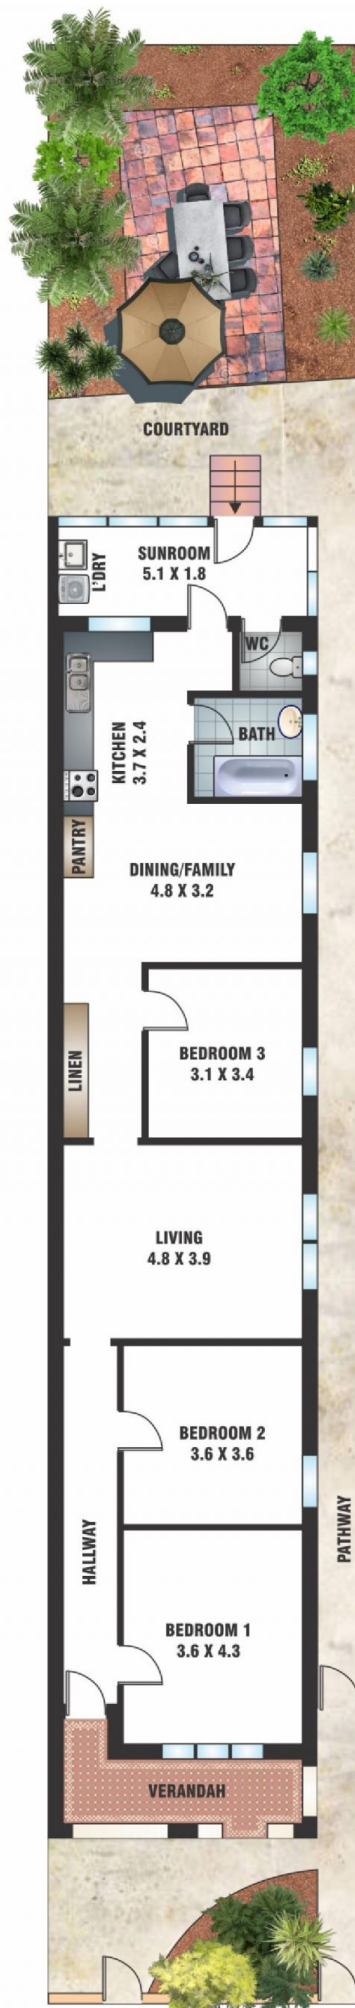 COURTYARD
SUNROOM
5.1 X 1.8
L'DRY
WC
BATH
KITCHEN
3.7 X 2.4
PANTRY
DINING/FAMILY
4.8 X 3.2
BEDROOM 3
3.1 X 3.4
LINEN
LIVING
4.8 X 3.9
BEDROOM 2
3.6 X 3.6
HALLWAY
PATHWAY
BEDROOM 1
3.6 X 4.3
VERANDAH